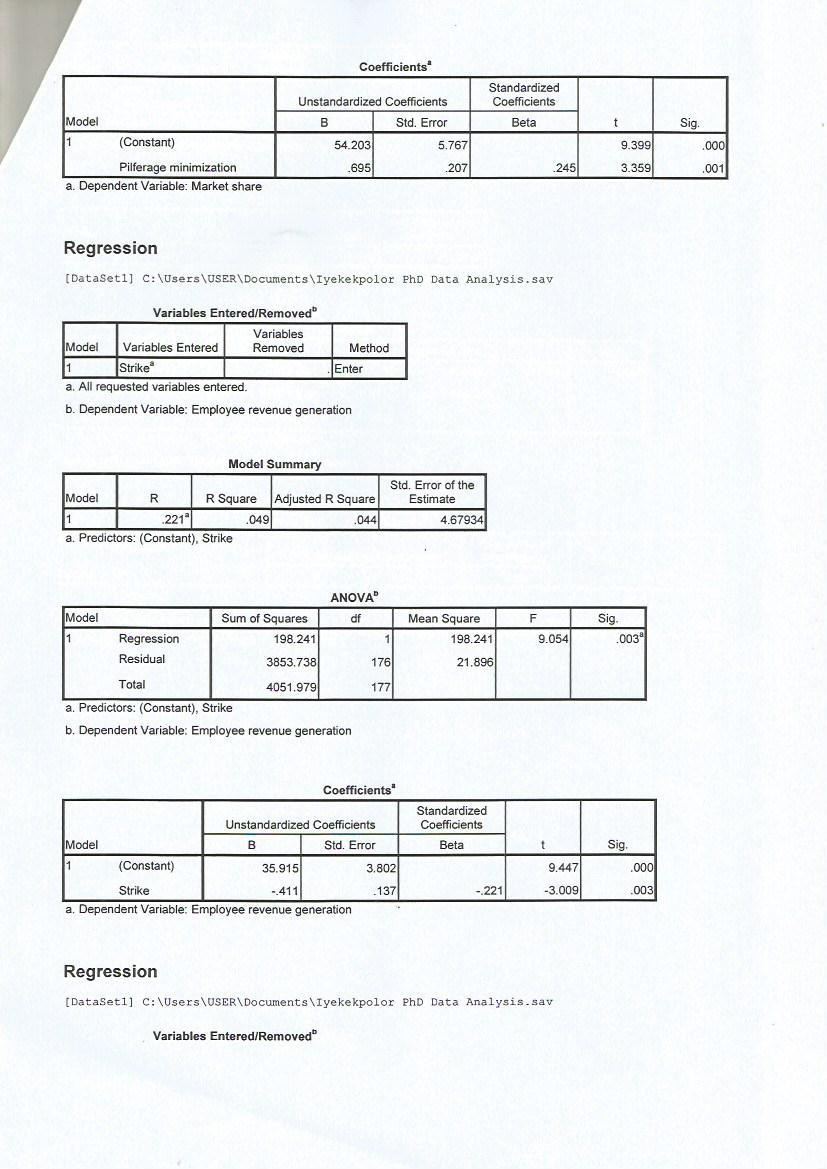 Coefficientsa
Model Unstandardized Coefficients Standardized Coefficients t Sig.
B Std. Error Beta
1 (Constant) 54.203 5.767 9.399 .000
Pilferage minimization .695 .207 .245 3.359 .001
a. Dependent Variable: Market share
Regression
[DataSet1] C:\Users\USER\Documents\Iyekekpolor PhD Data Analysis.sav
Variables Entered/Removedb
Model Variables Entered Variables Removed Method
1 Strikea . Enter
a. All requested variables entered.
b. Dependent Variable: Employee revenue generation
Model Summary
Model R R Square Adjusted R Square Std. Error of the Estimate
1 .221a .049 .044 4.67934
a. Predictors: (Constant), Strike
ANOVAb
Model Sum of Squares df Mean Square F Sig.
1 Regression 198.241 1 198.241 9.054 .003a
Residual 3853.738 176 21.896
Total 4051.979 177
a. Predictors: (Constant), Strike
b. Dependent Variable: Employee revenue generation
Coefficientsa
Model Unstandardized Coefficients Standardized Coefficients t Sig.
B Std. Error Beta
1 (Constant) 35.915 3.802 9.447 .000
Strike -.411 .137 -.221 -3.009 .003
a. Dependent Variable: Employee revenue generation
Regression
[DataSet1] C:\Users\USER\Documents\Iyekekpolor PhD Data Analysis.sav
Variables Entered/Removedb